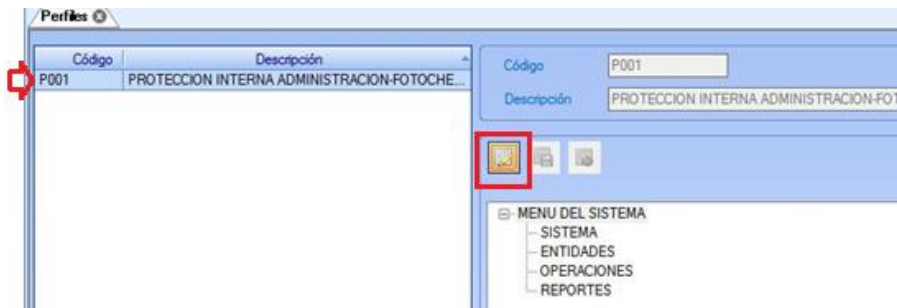 Perfiles
Código Descripción
P001 PROTECCION INTERNA ADMINISTRACION-FOTOCHE...
Código P001
Descripción PROTECCION INTERNA ADMINISTRACION-FOT
MENU DEL SISTEMA
SISTEMA
ENTIDADES
OPERACIONES
REPORTES